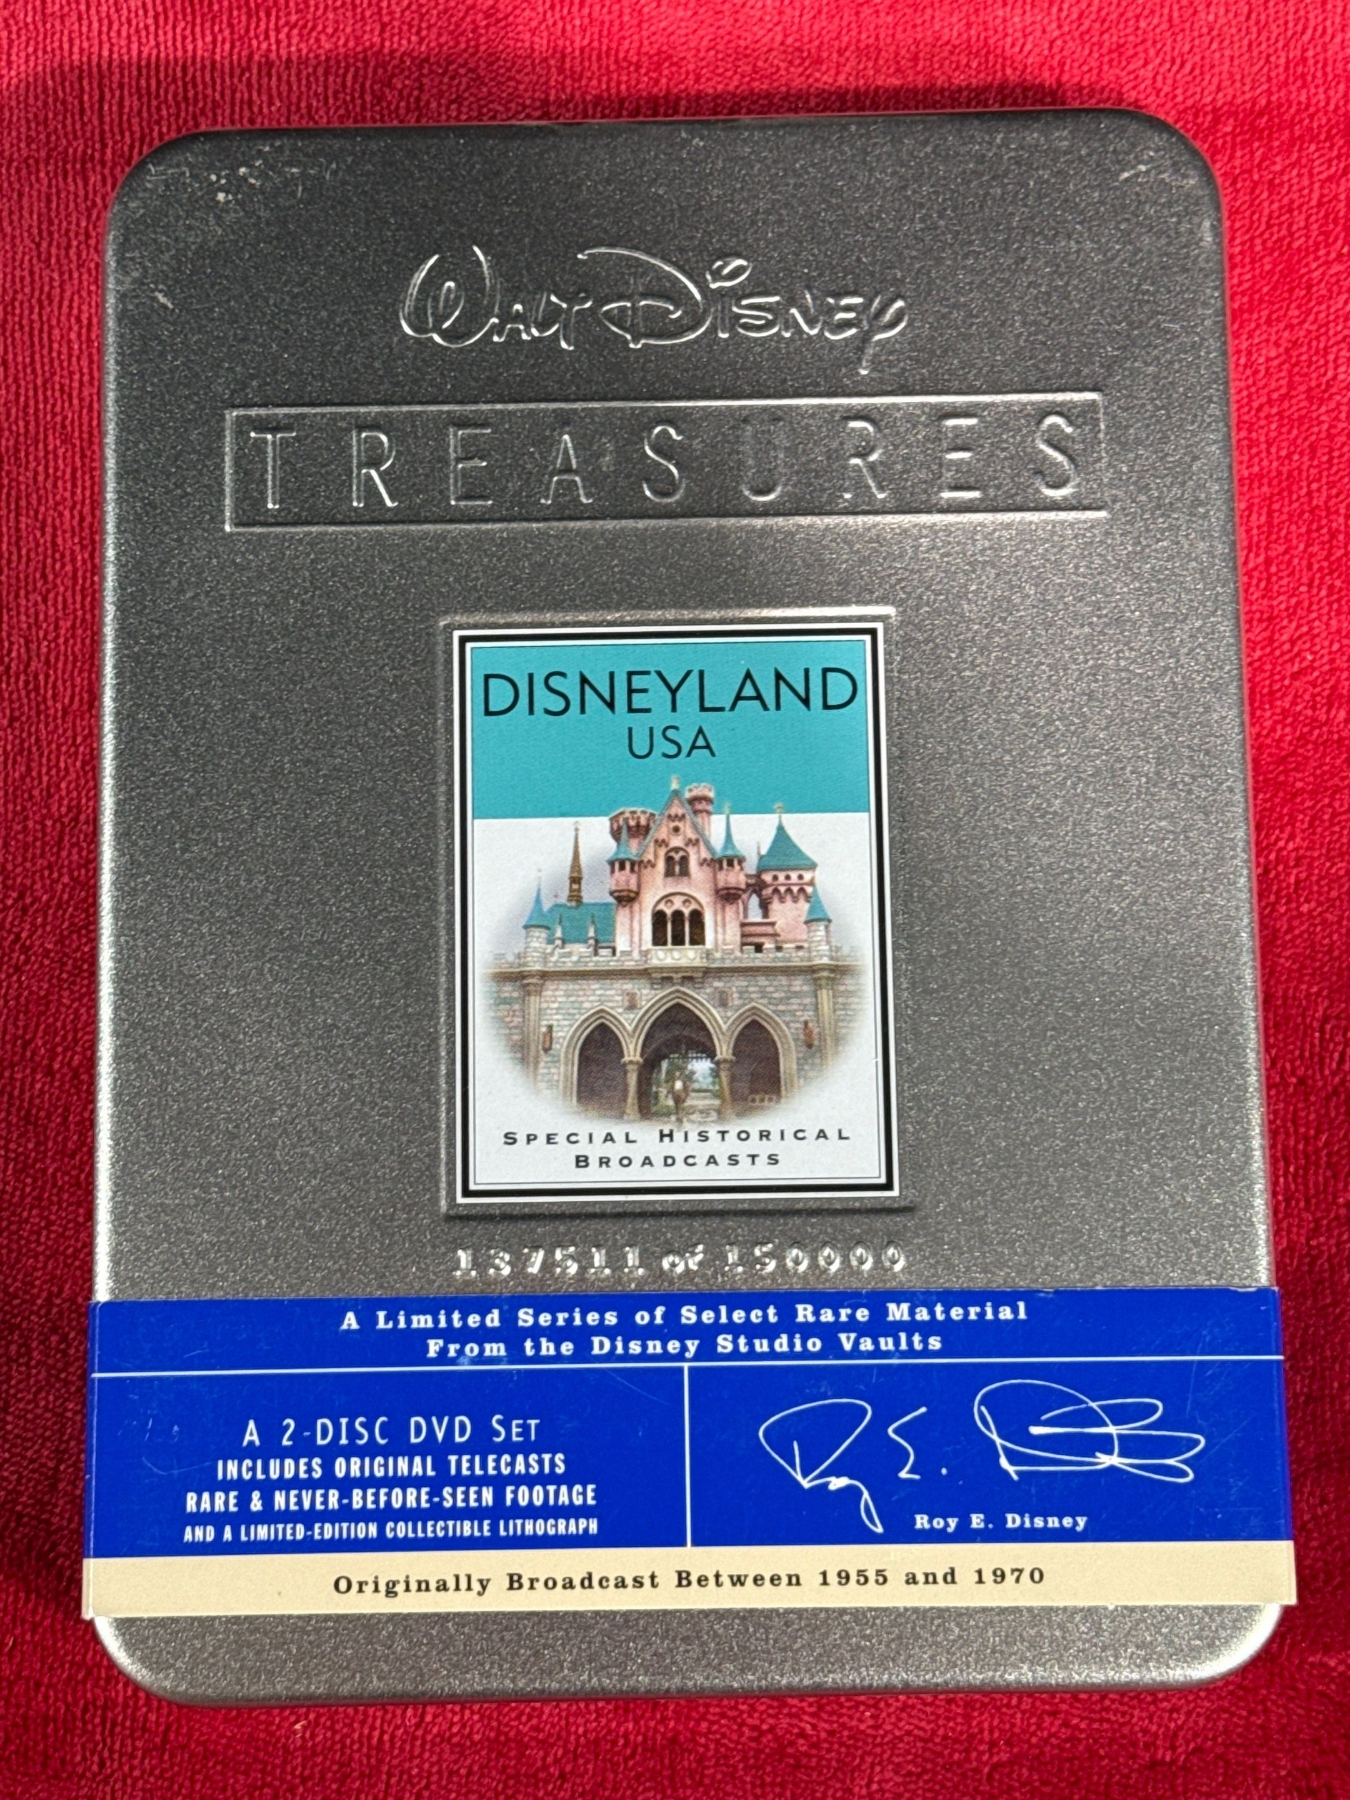 Walt Disney
TREASURES
DISNEYLAND
USA
SPECIAL HISTORICAL
BROADCASTS
137511 of 150000
A Limited Series of Select Rare Material
From the Disney Studio Vaults
A 2-DISC DVD SET
INCLUDES ORIGINAL TELECASTS
RARE & NEVER-BEFORE-SEEN FOOTAGE
AND A LIMITED-EDITION COLLECTIBLE LITHOGRAPH
Roy E. Disney
Roy E. Disney
Originally Broadcast Between 1955 and 1970